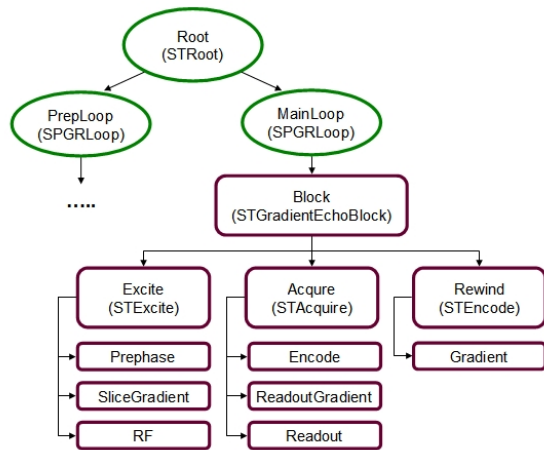 Root
(STRoot)
PrepLoop
(SPGRLoop)
MainLoop
(SPGRLoop)
.....
Block
(STGradientEchoBlock)
Excite
(STExcite)
Acqure
(STAcquire)
Rewind
(STEncode)
Prephase
Encode
Gradient
SliceGradient
ReadoutGradient
RF
Readout